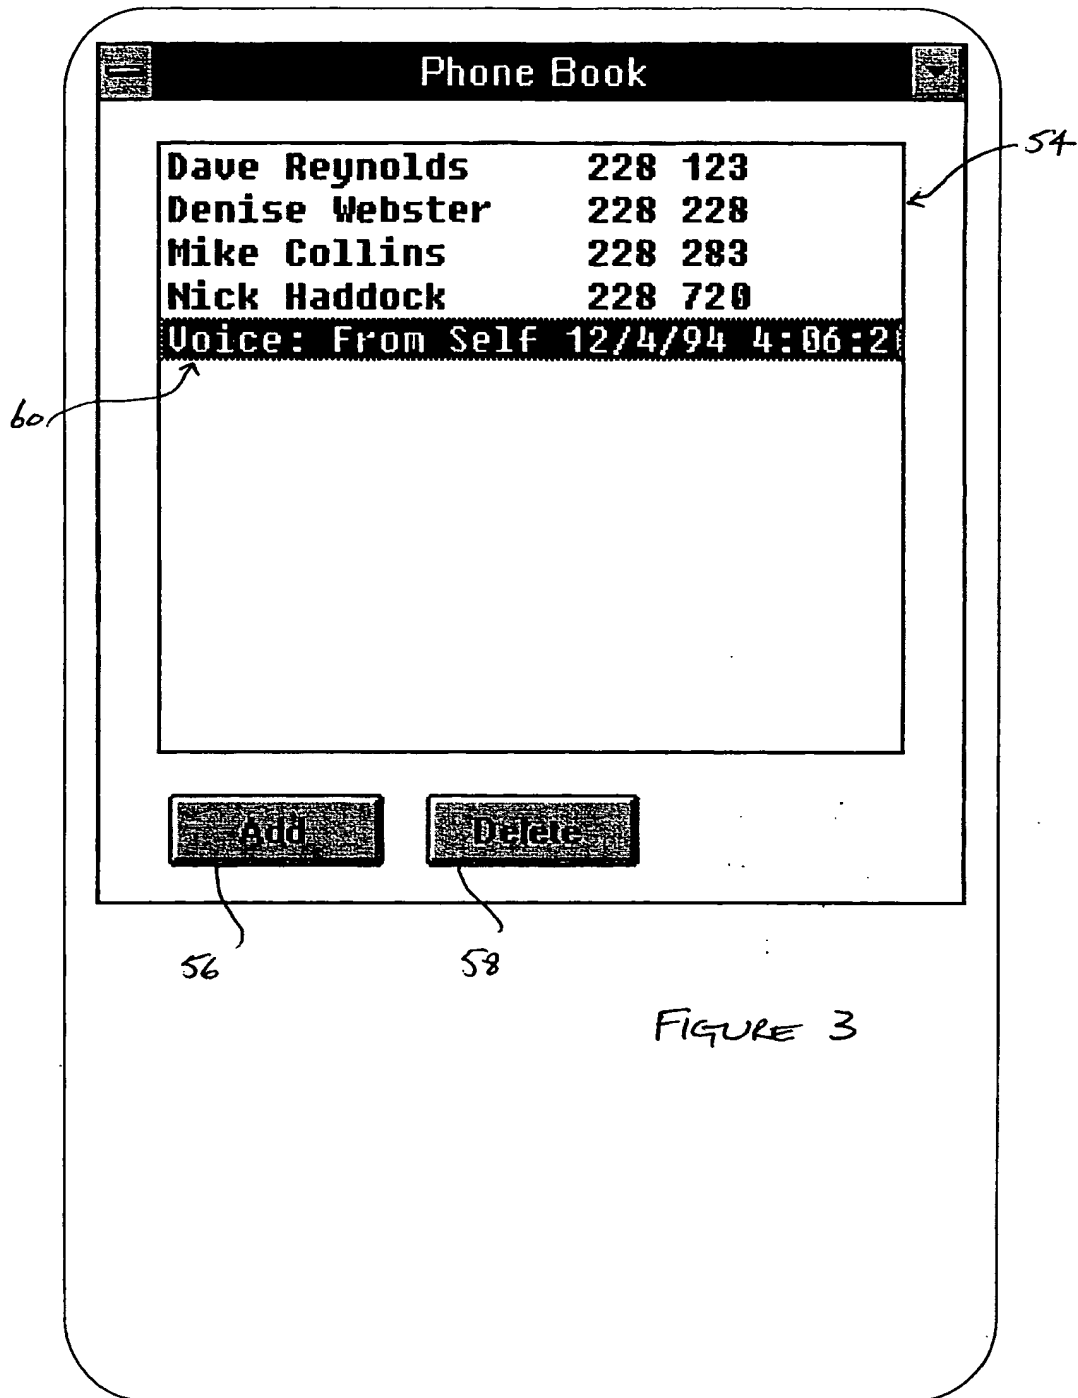 Phone Book
54
Dave Reynolds 228 123
Denise Webster 228 228
Mike Collins 228 283
Nick Haddock 228 720
Voice: From Self 12/4/94 4:06:2
60
Add Delete
56 58
FIGURE 3